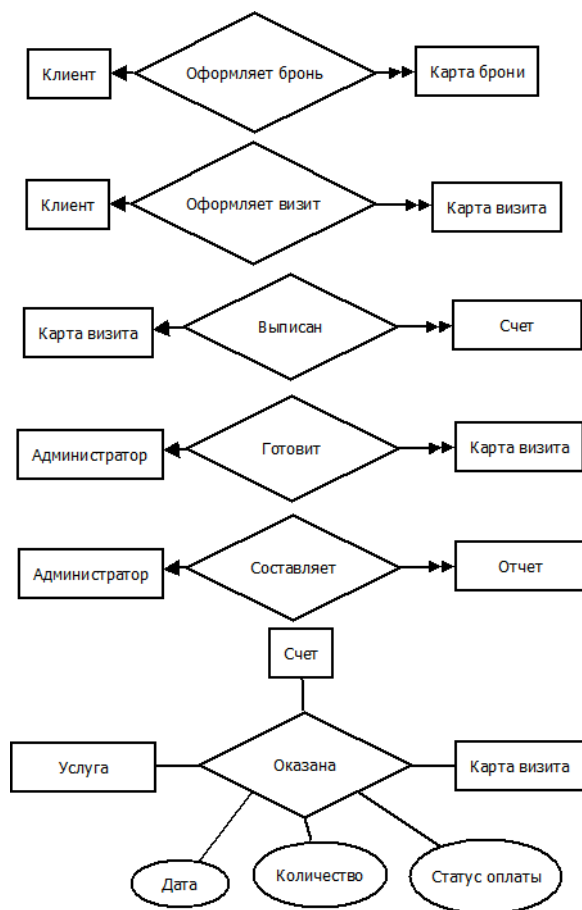 Клиент
Оформляет бронь
Карта брони
Клиент
Оформляет визит
Карта визита
Карта визита
Выписан
Счет
Администратор
Готовит
Карта визита
Администратор
Составляет
Отчет
Счет
Услуга
Оказана
Карта визита
Дата
Количество
Статус оплаты